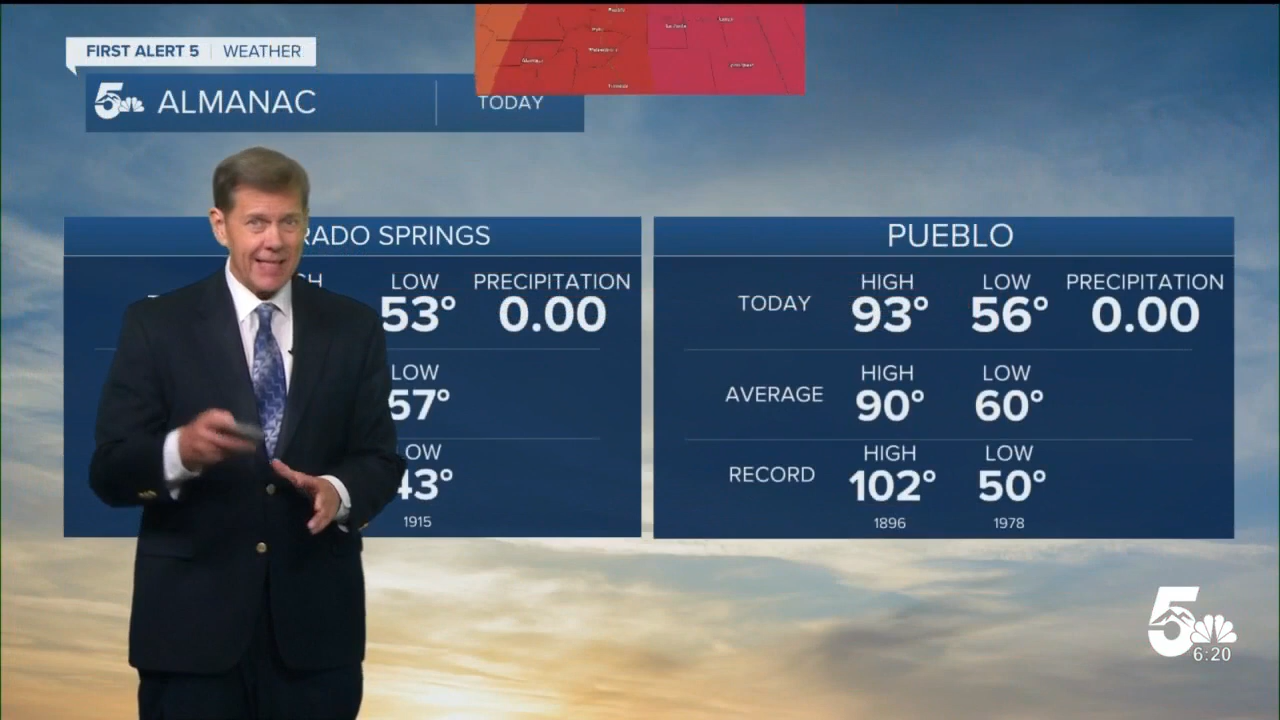 FIRST ALERT 5 | WEATHER
5 ALMANAC
TODAY
RADO SPRINGS
LOW PRECIPITATION
53° 0.00
LOW
57°
43°
1915
PUEBLO
HIGH LOW PRECIPITATION
TODAY 93° 56° 0.00
HIGH LOW
AVERAGE 90° 60°
HIGH LOW
RECORD 102° 50°
1896 1978
5
6:20